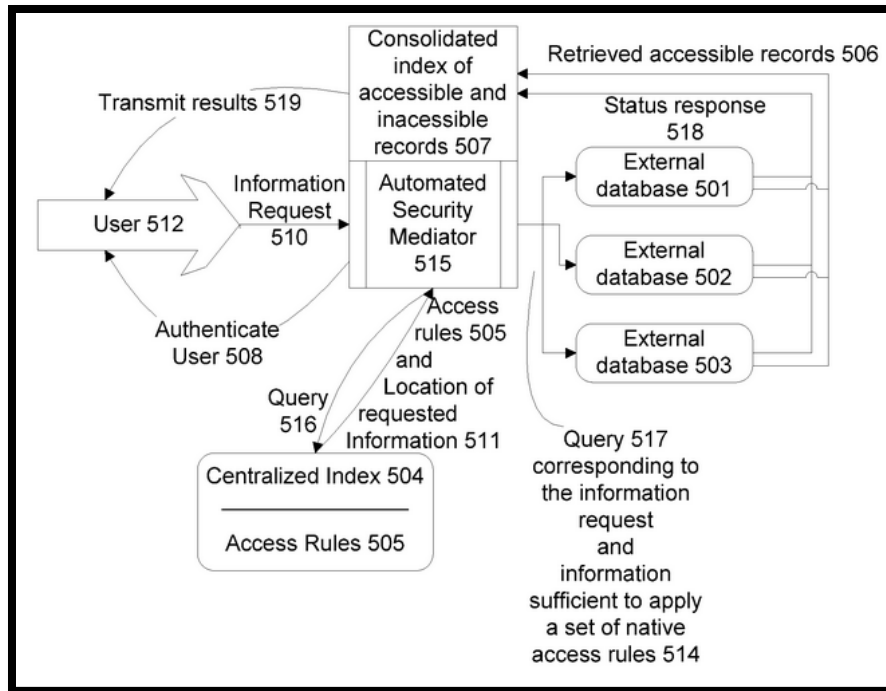 Consolidated
index of
accessible and
inacessible
records 507
Retrieved accessible records 506
Transmit results 519
Status response
518
External
database 501
User 512
Information
Request
510
Automated
Security
Mediator
515
External
database 502
Authenticate
User 508
Access
rules 505
and
Location of
requested
Information 511
External
database 503
Query
516
Centralized Index 504
Access Rules 505
Query 517
corresponding to
the information
request
and
information
sufficient to apply
a set of native
access rules 514